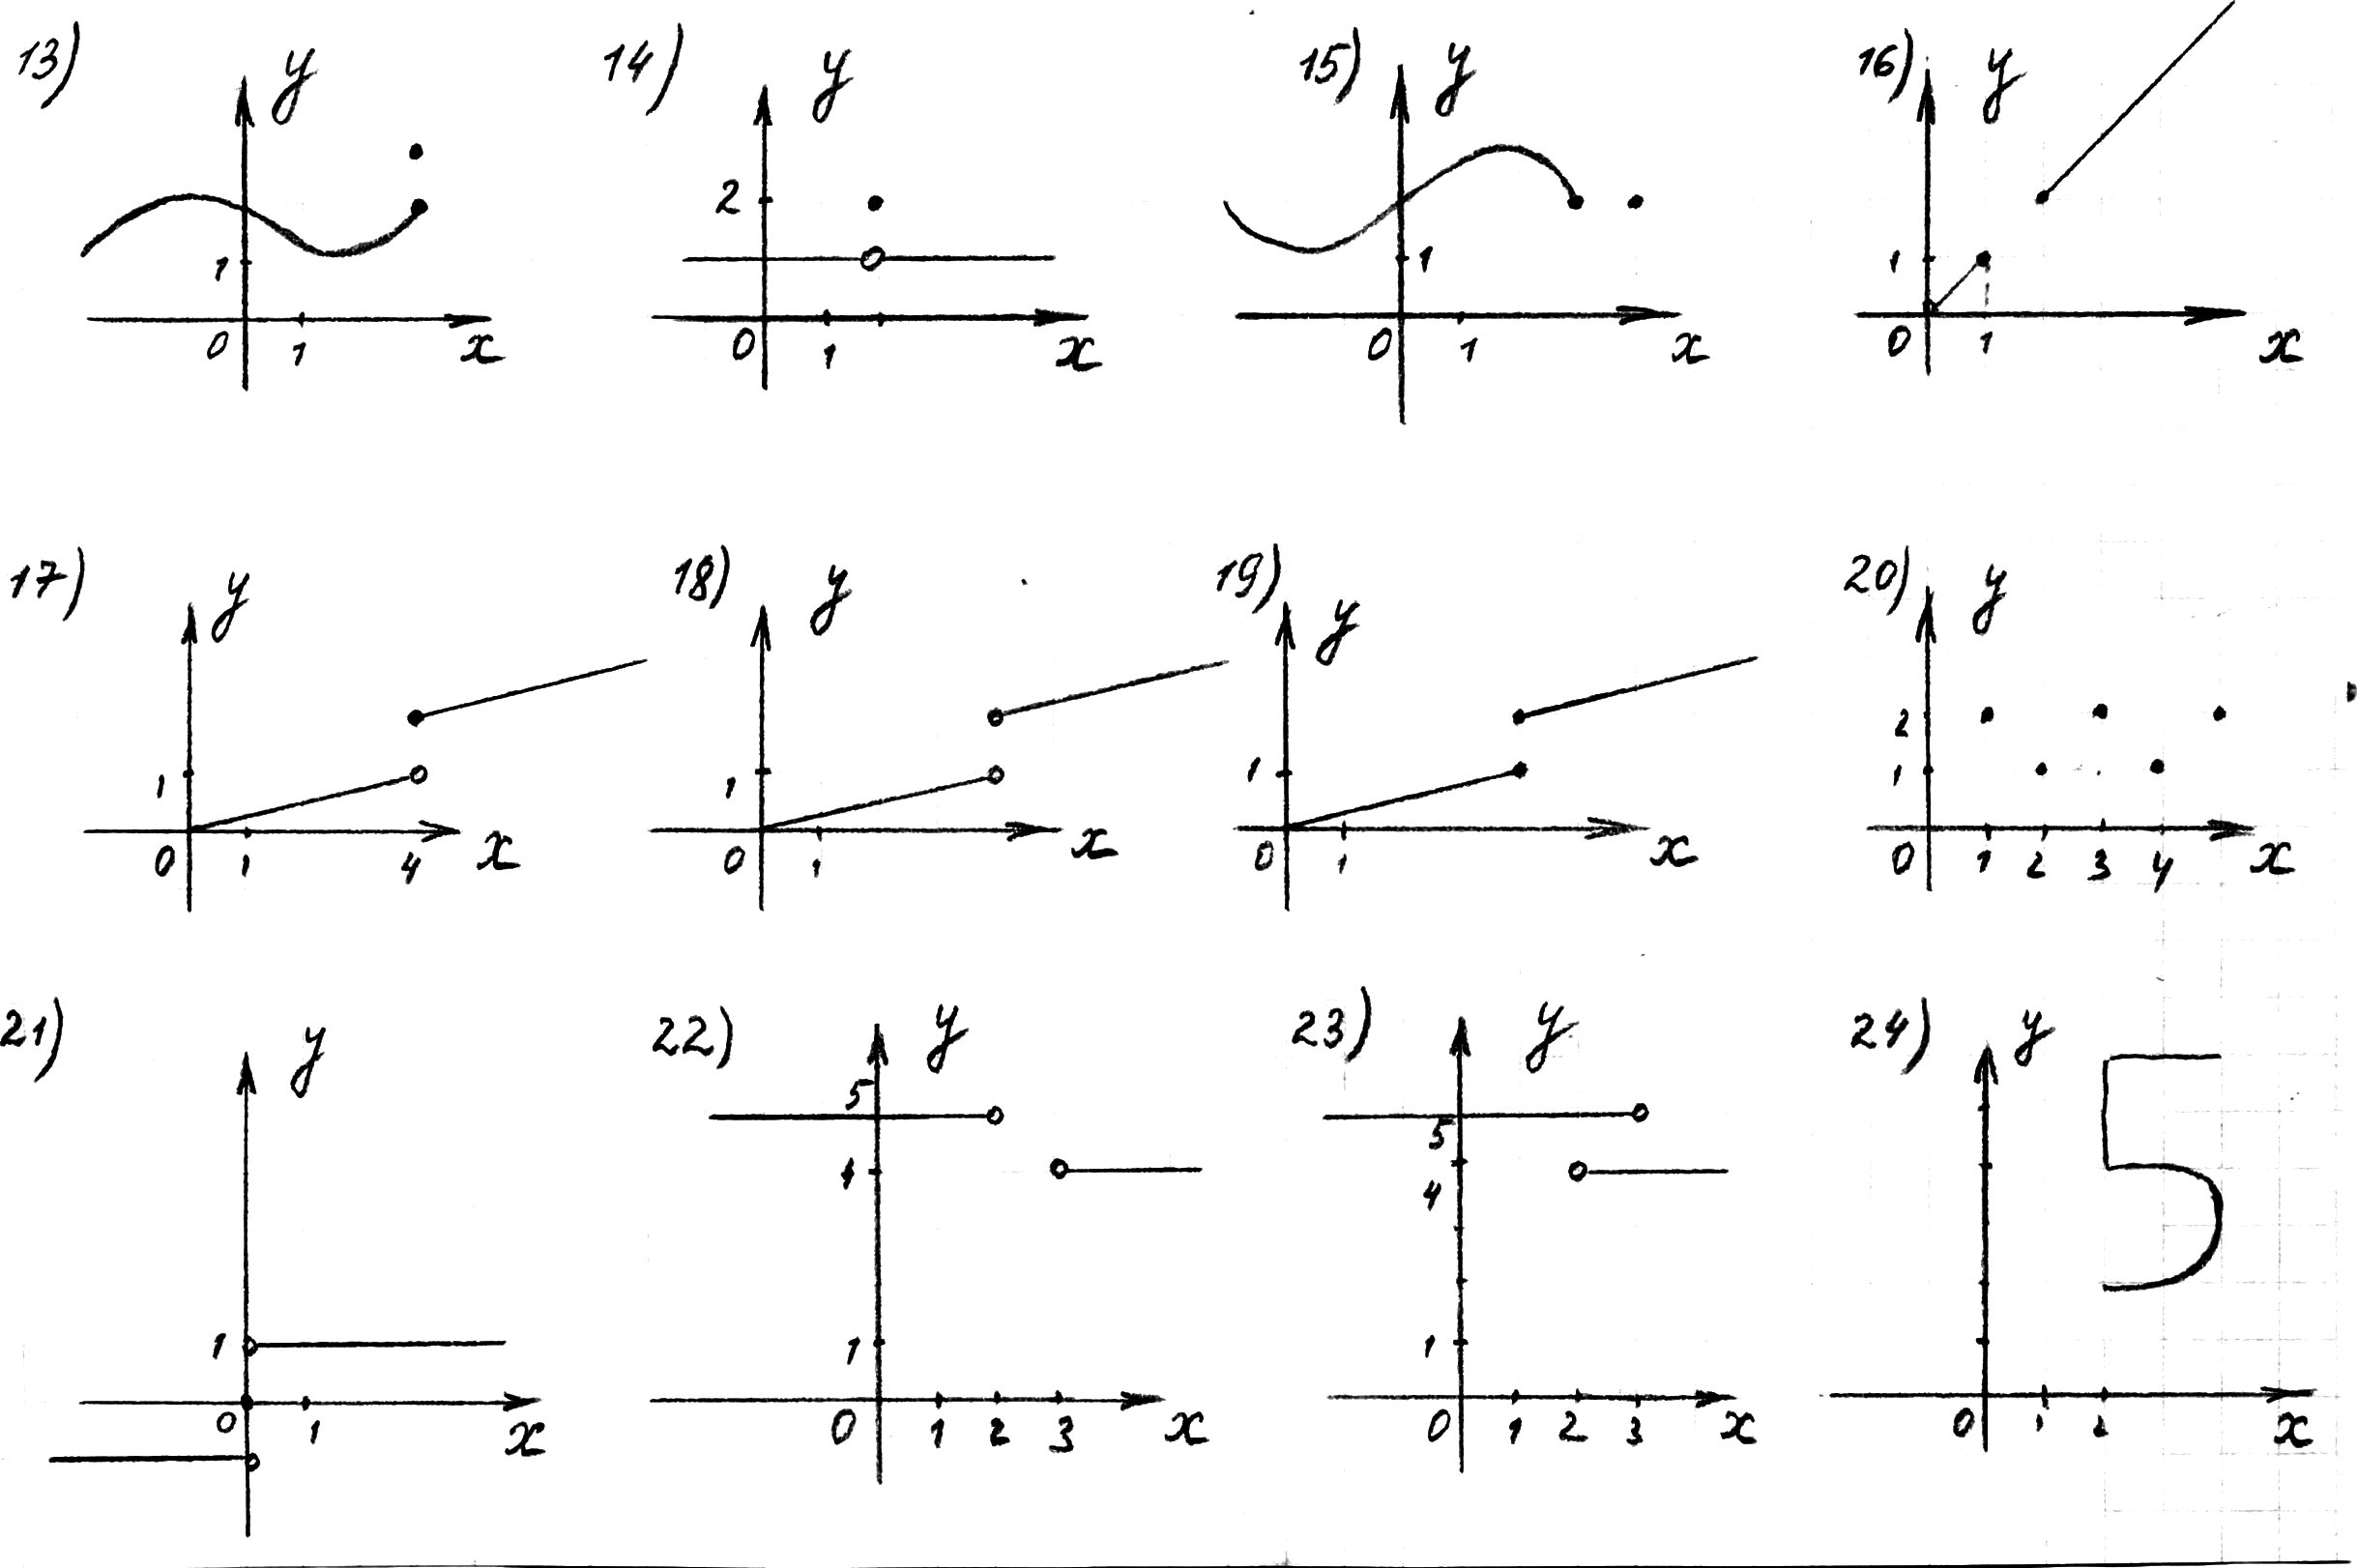 13) y 14) y 15) y 16) y
2
1 1 1
0 1 x 0 1 x 0 1 x 0 1 x
17) y 18) y 19) y 20) y
2
1 1 1 1
0 1 4 x 0 1 x 0 1 x 0 1 2 3 4 x
21) y 22) y 23) y 24) y
5 5
4 4
1 1 1
0 1 x 0 1 2 3 x 0 1 2 3 x 0 1 2 x
5